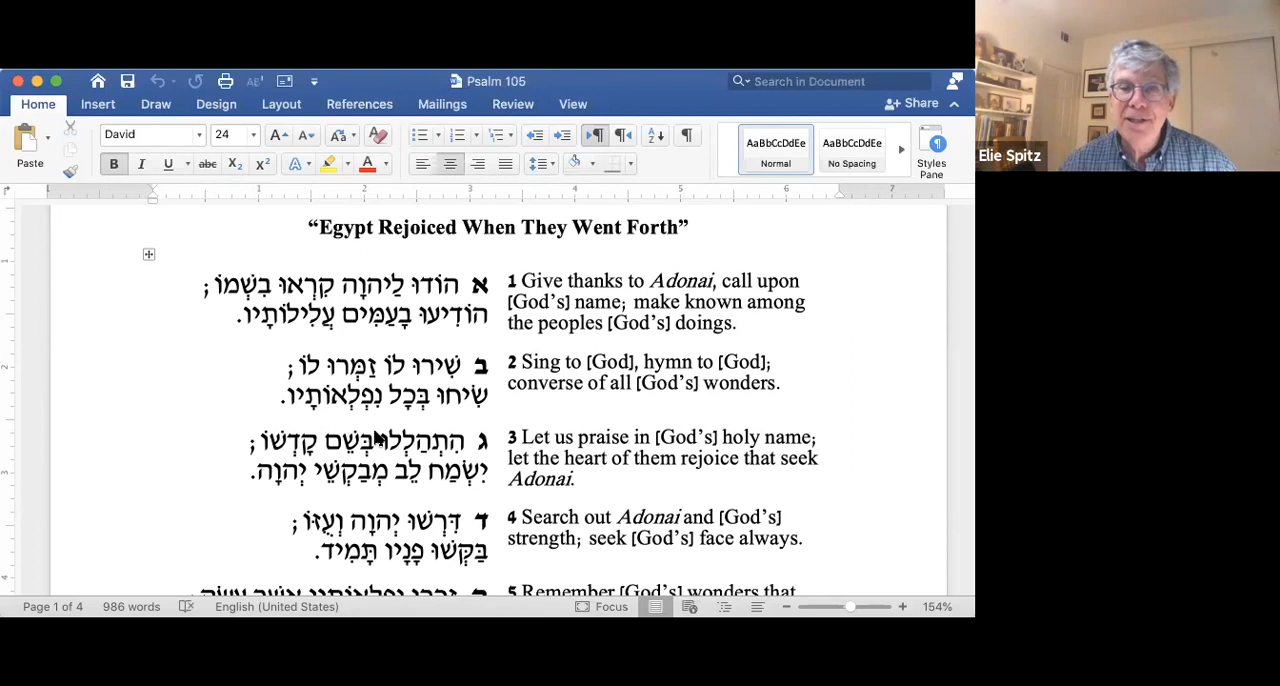 Psalm 105
Search in Document
Home Insert Draw Design Layout References Mailings Review View
Share
Paste
David 24
AaBbCcDdEe AaBbCcDdEe
Normal No Spacing
Styles Pane
Elie Spitz
“Egypt Rejoiced When They Went Forth”
א הוֹדוּ לַיהוָה קִרְאוּ בִּשְׁמוֹ;
הוֹדִיעוּ בָעַמִּים עֲלִילוֹתָיו.
1 Give thanks to Adonai, call upon
[God’s] name; make known among
the peoples [God’s] doings.
ב שִׁירוּ לוֹ זַמְּרוּ לוֹ;
שִׂיחוּ בְּכָל נִפְלְאוֹתָיו.
2 Sing to [God], hymn to [God];
converse of all [God’s] wonders.
ג הִתְהַלְלוּ בְּשֵׁם קָדְשׁוֹ;
יִשְׂמַח לֵב מְבַקְשֵׁי יְהוָה.
3 Let us praise in [God’s] holy name;
let the heart of them rejoice that seek
Adonai.
ד דִּרְשׁוּ יְהוָה וְעֻזּוֹ;
בַּקְּשׁוּ פָנָיו תָּמִיד.
4 Search out Adonai and [God’s]
strength; seek [God’s] face always.
5 Remember [God’s] wonders that
Page 1 of 4 986 words English (United States) Focus 154%